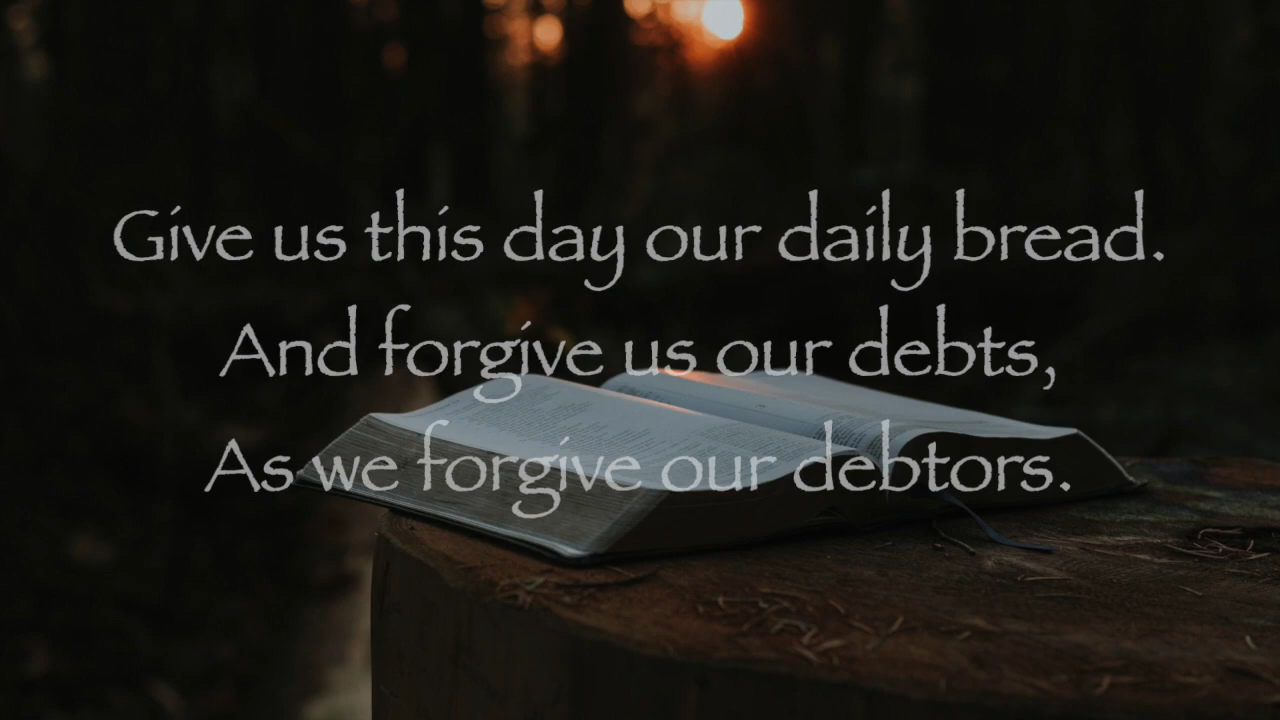 Give us this day our daily bread.
And forgive us our debts,
As we forgive our debtors.